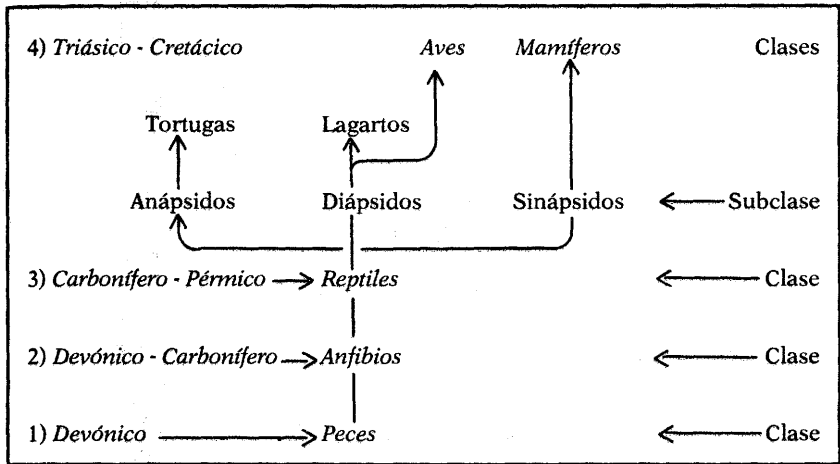 4) Triásico - Cretácico Aves Mamíferos Clases
Tortugas Lagartos
Anápsidos Diápsidos Sinápsidos Subclase
3) Carbonífero - Pérmico Reptiles Clase
2) Devónico - Carbonífero Anfibios Clase
1) Devónico Peces Clase